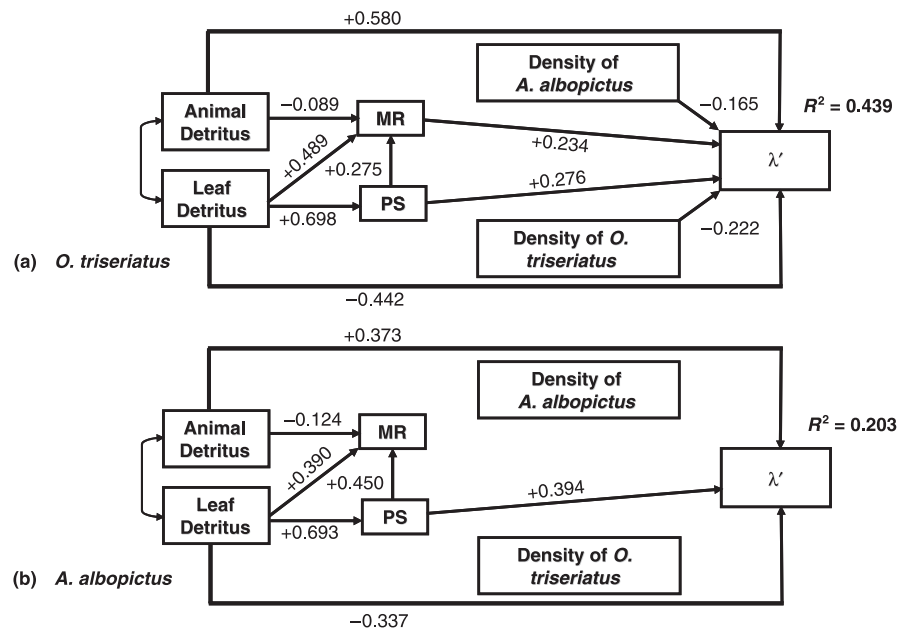 +0.580
Density of
A. albopictus
Animal
Detritus
−0.089
MR
−0.165
R² = 0.439
+0.489
+0.275
+0.234
λ′
Leaf
Detritus
+0.698
PS
+0.276
Density of O.
triseriatus
−0.222
(a) O. triseriatus
−0.442
+0.373
Density of
A. albopictus
Animal
Detritus
−0.124
MR
R² = 0.203
+0.390
+0.450
λ′
Leaf
Detritus
+0.693
PS
+0.394
Density of O.
triseriatus
(b) A. albopictus
−0.337